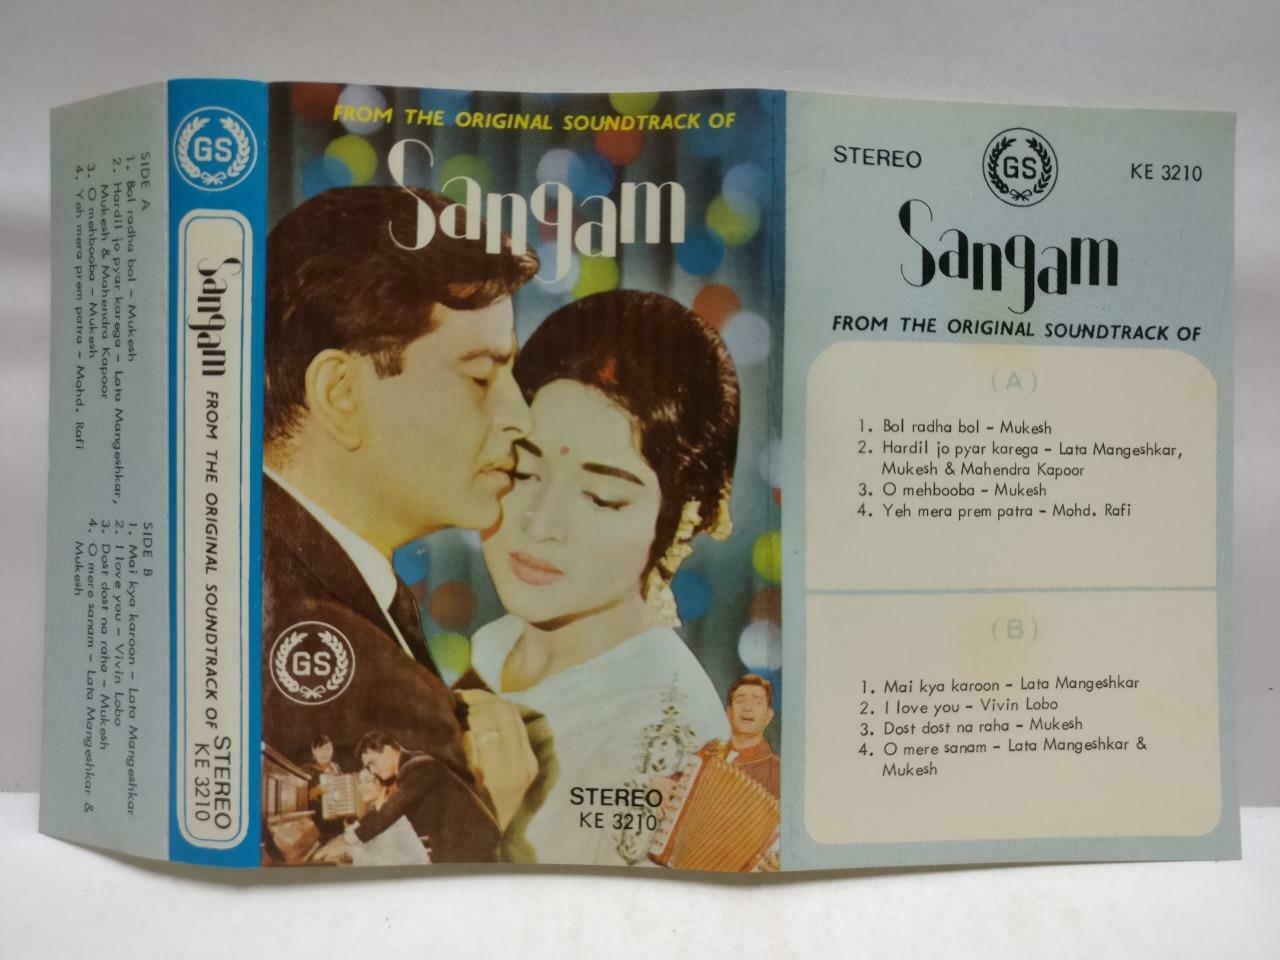 SIDE A
1. Bol radha bol - Mukesh
2. Hardil jo pyar karega - Lata Mangeshkar,
Mukesh & Mahendra Kapoor
3. O mehbooba - Mukesh
4. Yeh mera prem patra - Mohd. Rafi
SIDE B
1. Mai kya karoon - Lata Mangeshkar
2. I love you - Vivin Lobo
3. Dost dost na raha - Mukesh
4. O mere sanam - Lata Mangeshkar &
Mukesh
GS
Sangam FROM THE ORIGINAL SOUNDTRACK OF
STEREO
KE 3210
FROM THE ORIGINAL SOUNDTRACK OF
Sangam
GS
STEREO
KE 3210
STEREO
GS
KE 3210
Sangam
FROM THE ORIGINAL SOUNDTRACK OF
(A)
1. Bol radha bol - Mukesh
2. Hardil jo pyar karega - Lata Mangeshkar,
Mukesh & Mahendra Kapoor
3. O mehbooba - Mukesh
4. Yeh mera prem patra - Mohd. Rafi
(B)
1. Mai kya karoon - Lata Mangeshkar
2. I love you - Vivin Lobo
3. Dost dost na raha - Mukesh
4. O mere sanam - Lata Mangeshkar &
Mukesh